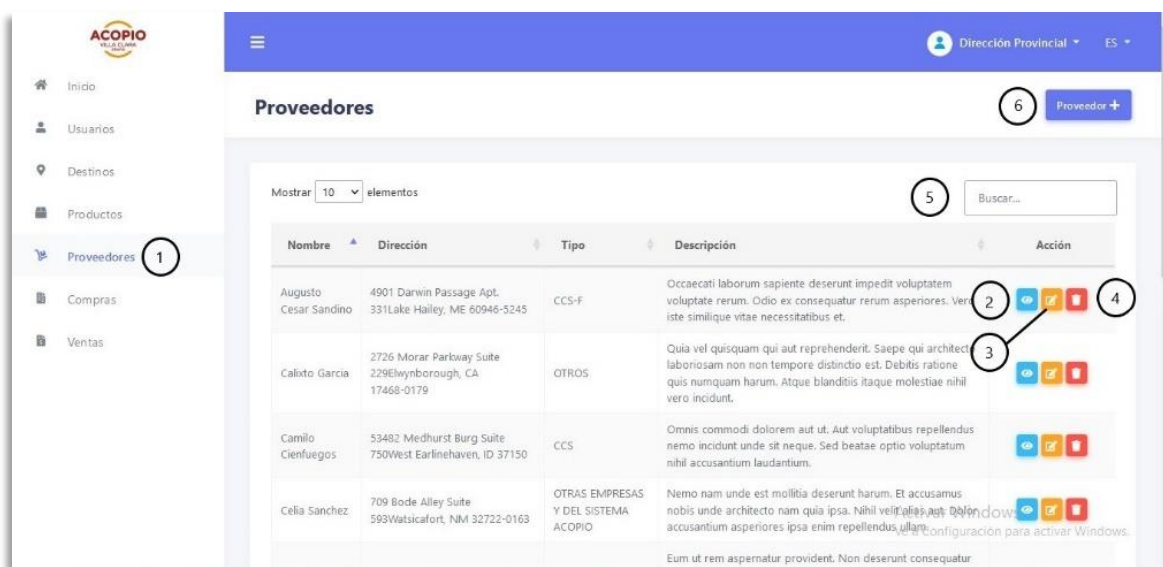 ACOPIO
VILLA CLARA
Dirección Provincial
ES
Inicio
Usuarios
Destinos
Productos
Proveedores
1
Compras
Ventas
Proveedores
6
Proveedor +
Mostrar 10 elementos
5
Buscar...
Nombre
Dirección
Tipo
Descripción
Acción
Augusto
Cesar Sandino
4901 Darwin Passage Apt.
331Lake Hailey, ME 60946-5245
CCS-F
Occaecati laborum sapiente deserunt impedit voluptatem
voluptate rerum. Odio ex consequatur rerum asperiores. Vero
iste similique vitae necessitatibus et.
2
4
3
Calixto Garcia
2726 Morar Parkway Suite
229Elwynborough, CA
17468-0179
OTROS
Quia vel quisquam qui aut reprehenderit. Saepe qui architecto
laboriosam non non tempore distinctio est. Debitis ratione
quis numquam harum. Atque blanditiis itaque molestiae nihil
vero incidunt.
Camilo
Cienfuegos
53482 Medhurst Burg Suite
750West Earlinehaven, ID 37150
CCS
Omnis commodi dolorem aut ut. Aut voluptatibus repellendus
nemo incidunt unde sit neque. Sed beatae optio voluptatum
nihil accusantium laudantium.
Celia Sanchez
709 Bode Alley Suite
593Watsicafort, NM 32722-0163
OTRAS EMPRESAS
Y DEL SISTEMA
ACOPIO
Nemo nam unde est mollitia deserunt harum. Et accusamus
nobis unde architecto nam quia ipsa. Nihil velit alias aut. Dolor
accusantium asperiores ipsa enim repellendus ullam.
Activar Windows
Ve a Configuración para activar Windows.
Eum ut rem aspernatur provident. Non deserunt consequatur